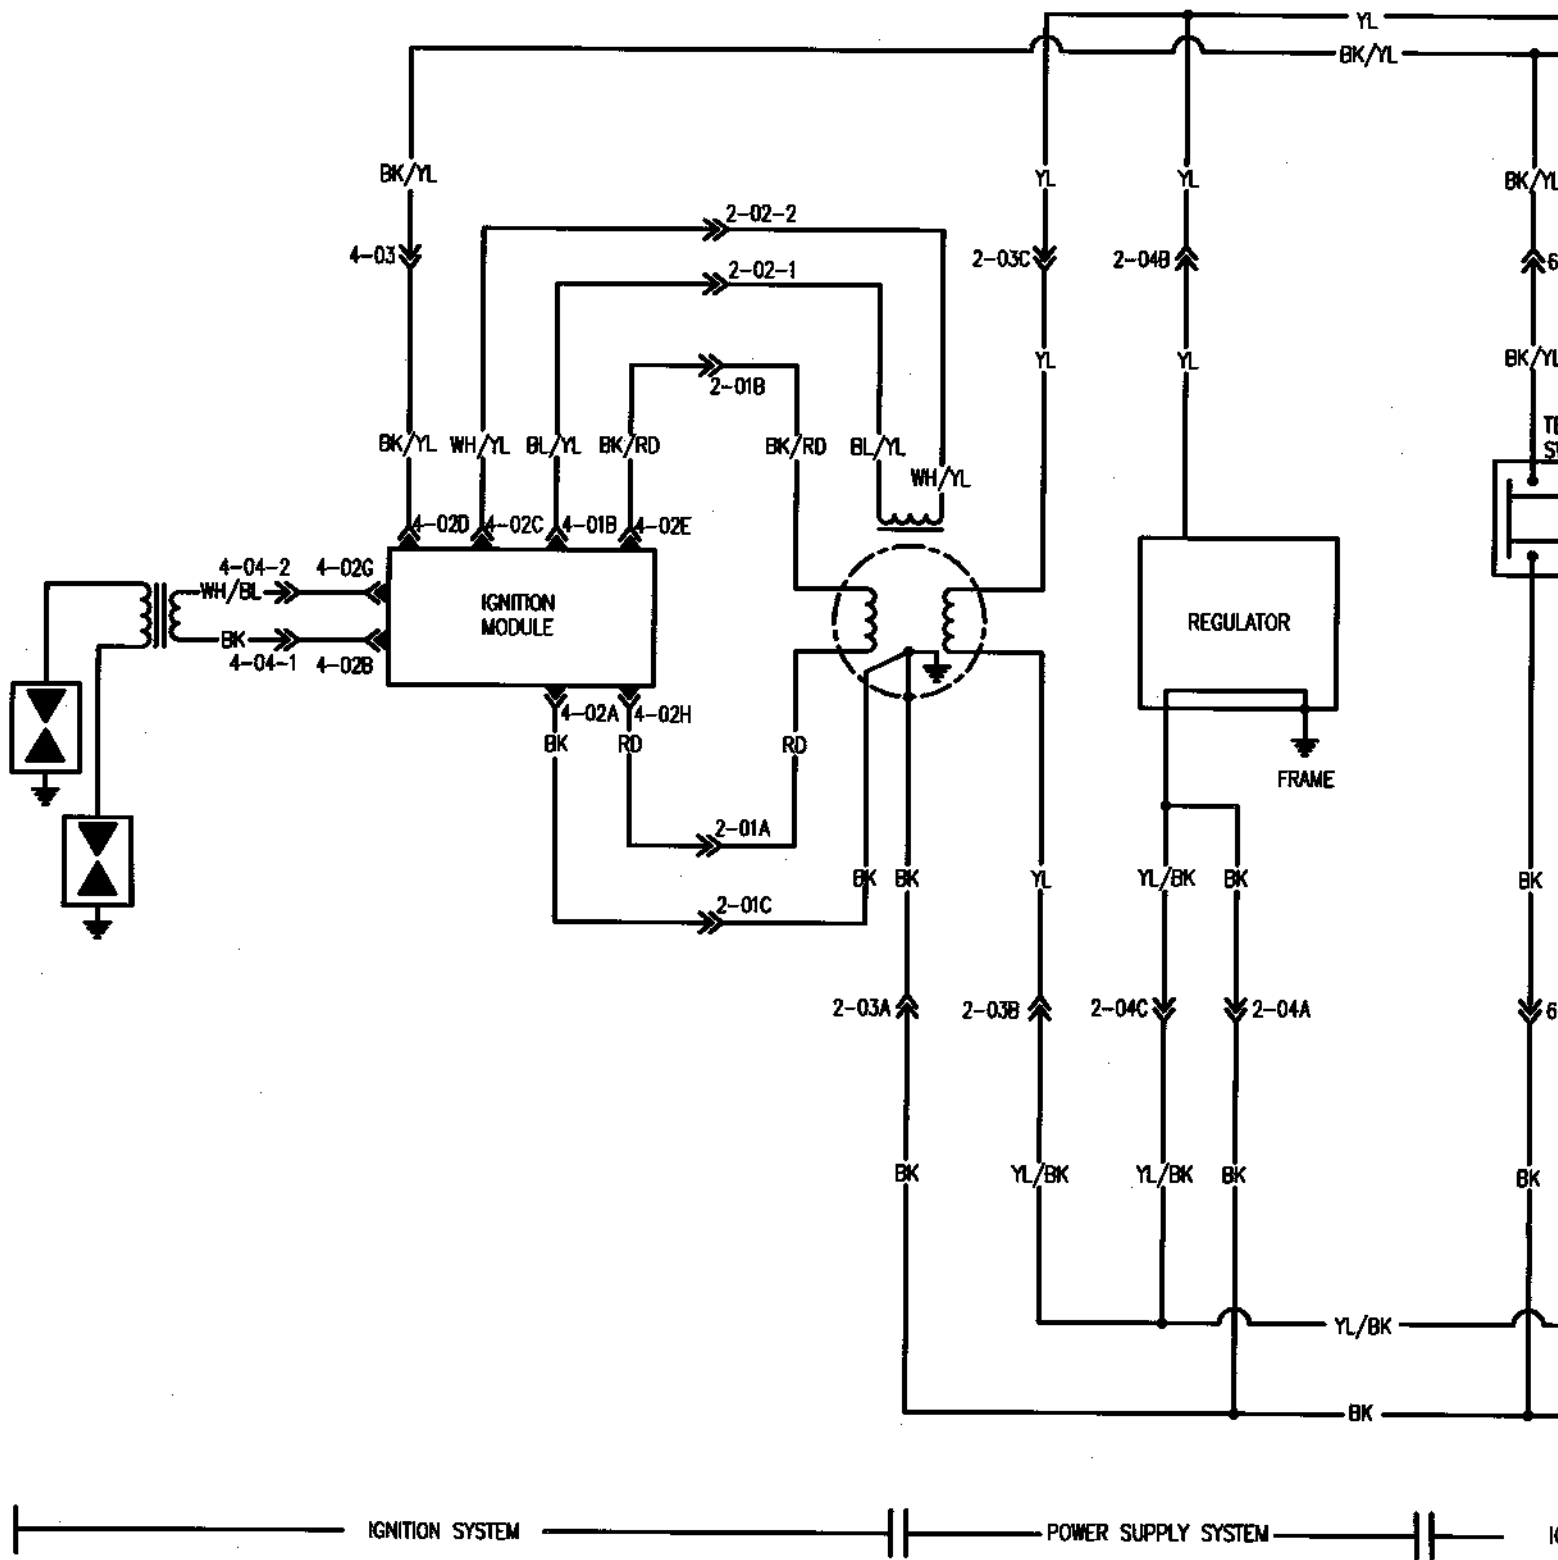 YL
BK/YL
BK/YL
YL
YL
BK/YL
2-02-2
4-03
2-03C
2-04B
6
2-02-1
YL
YL
BK/YL
2-01B
BK/YL
WH/YL
BL/YL
BK/RD
BK/RD
BL/YL
WH/YL
4-02D
4-02C
4-01B
4-02E
4-04-2
4-02G
WH/BL
IGNITION
MODULE
REGULATOR
BK
4-04-1
4-02B
4-02A
4-02H
BK
RD
RD
FRAME
2-01A
BK
BK
YL
YL/BK
BK
BK
2-01C
2-03A
2-03B
2-04C
2-04A
6
BK
YL/BK
YL/BK
BK
BK
YL/BK
BK
IGNITION SYSTEM
POWER SUPPLY SYSTEM